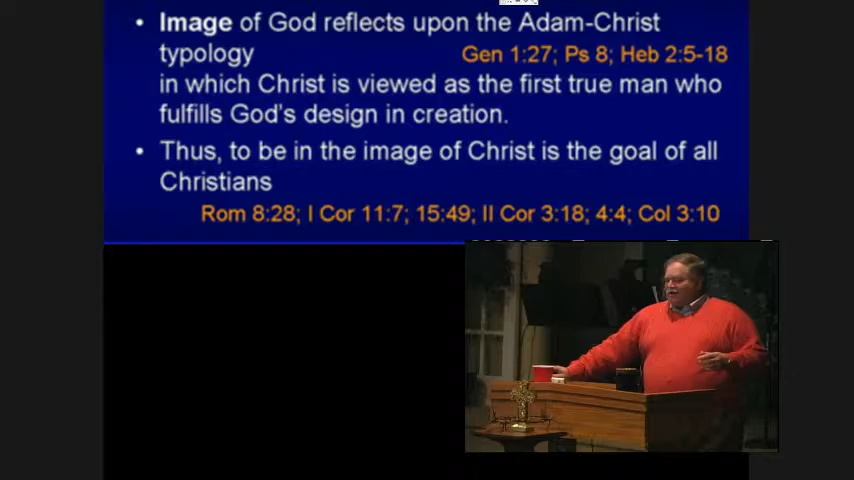 • Image of God reflects upon the Adam-Christ
typology Gen 1:27; Ps 8; Heb 2:5-18
in which Christ is viewed as the first true man who
fulfills God's design in creation.
• Thus, to be in the image of Christ is the goal of all
Christians
Rom 8:28; I Cor 11:7; 15:49; II Cor 3:18; 4:4; Col 3:10